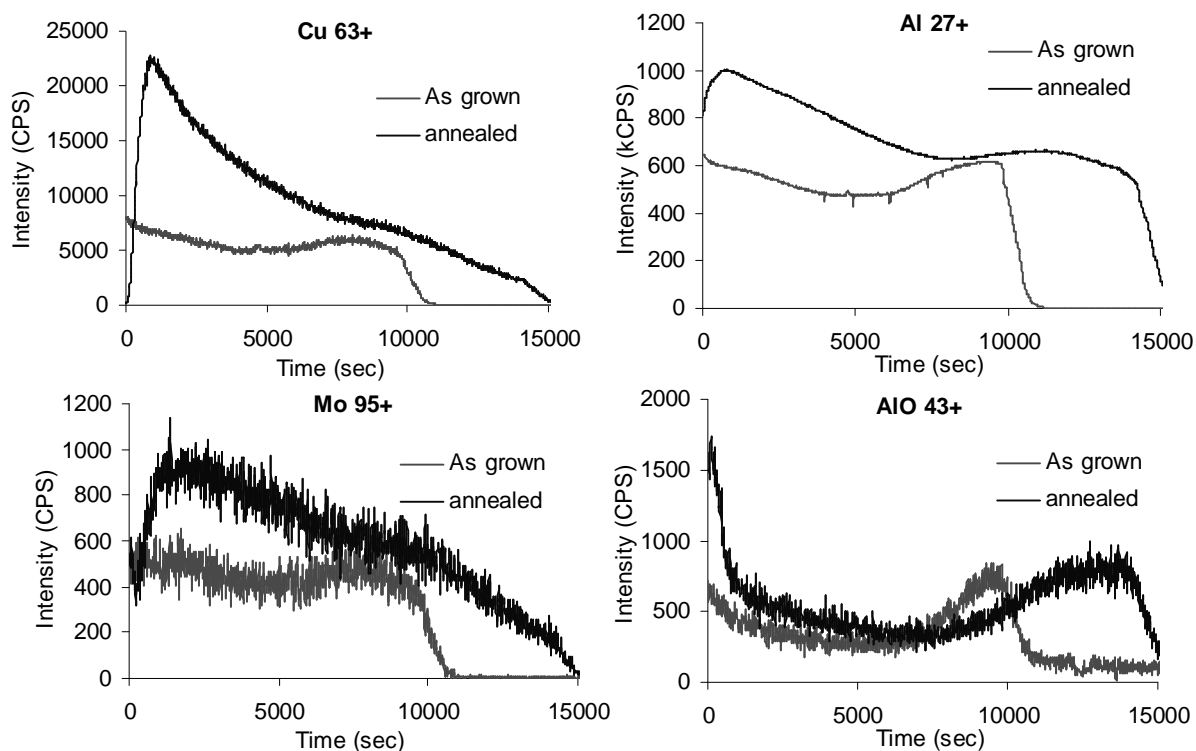 Cu 63+
25000
20000
15000
10000
5000
0
Intensity (CPS)
As grown
annealed
0 5000 10000 15000
Time (sec)
Al 27+
1200
1000
800
600
400
200
0
Intensity (kCPS)
As grown
annealed
0 5000 10000 15000
Time (sec)
Mo 95+
1200
1000
800
600
400
200
0
Intensity (CPS)
As grown
annealed
0 5000 10000 15000
Time (sec)
AlO 43+
2000
1500
1000
500
0
Intensity (CPS)
As grown
annealed
0 5000 10000 15000
Time (sec)